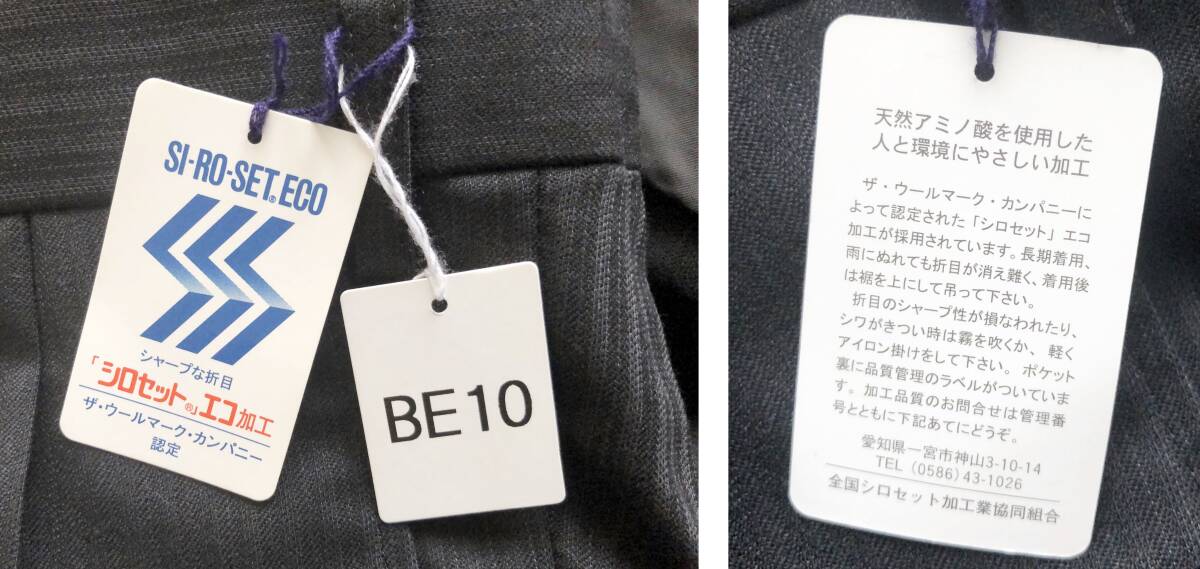 SI-RO-SET® ECO
シャープな折目
「シロセット®」エコ加工
ザ・ウールマーク・カンパニー
認定
BE10
天然アミノ酸を使用した
人と環境にやさしい加工
ザ・ウールマーク・カンパニーに
よって認定された「シロセット」エコ
加工が採用されています。長期着用、
雨にぬれても折目が消え難く、着用後
は裾を上にして吊って下さい。
折目のシャープ性が損なわれたり、
シワがきつい時は霧を吹くか、軽く
アイロン掛けをして下さい。ポケット
裏に品質管理のラベルがついていま
す。加工品質のお問合せは管理番
号とともに下記あてにどうぞ。
愛知県一宮市神山3-10-14
TEL (0586) 43-1026
全国シロセット加工業協同組合